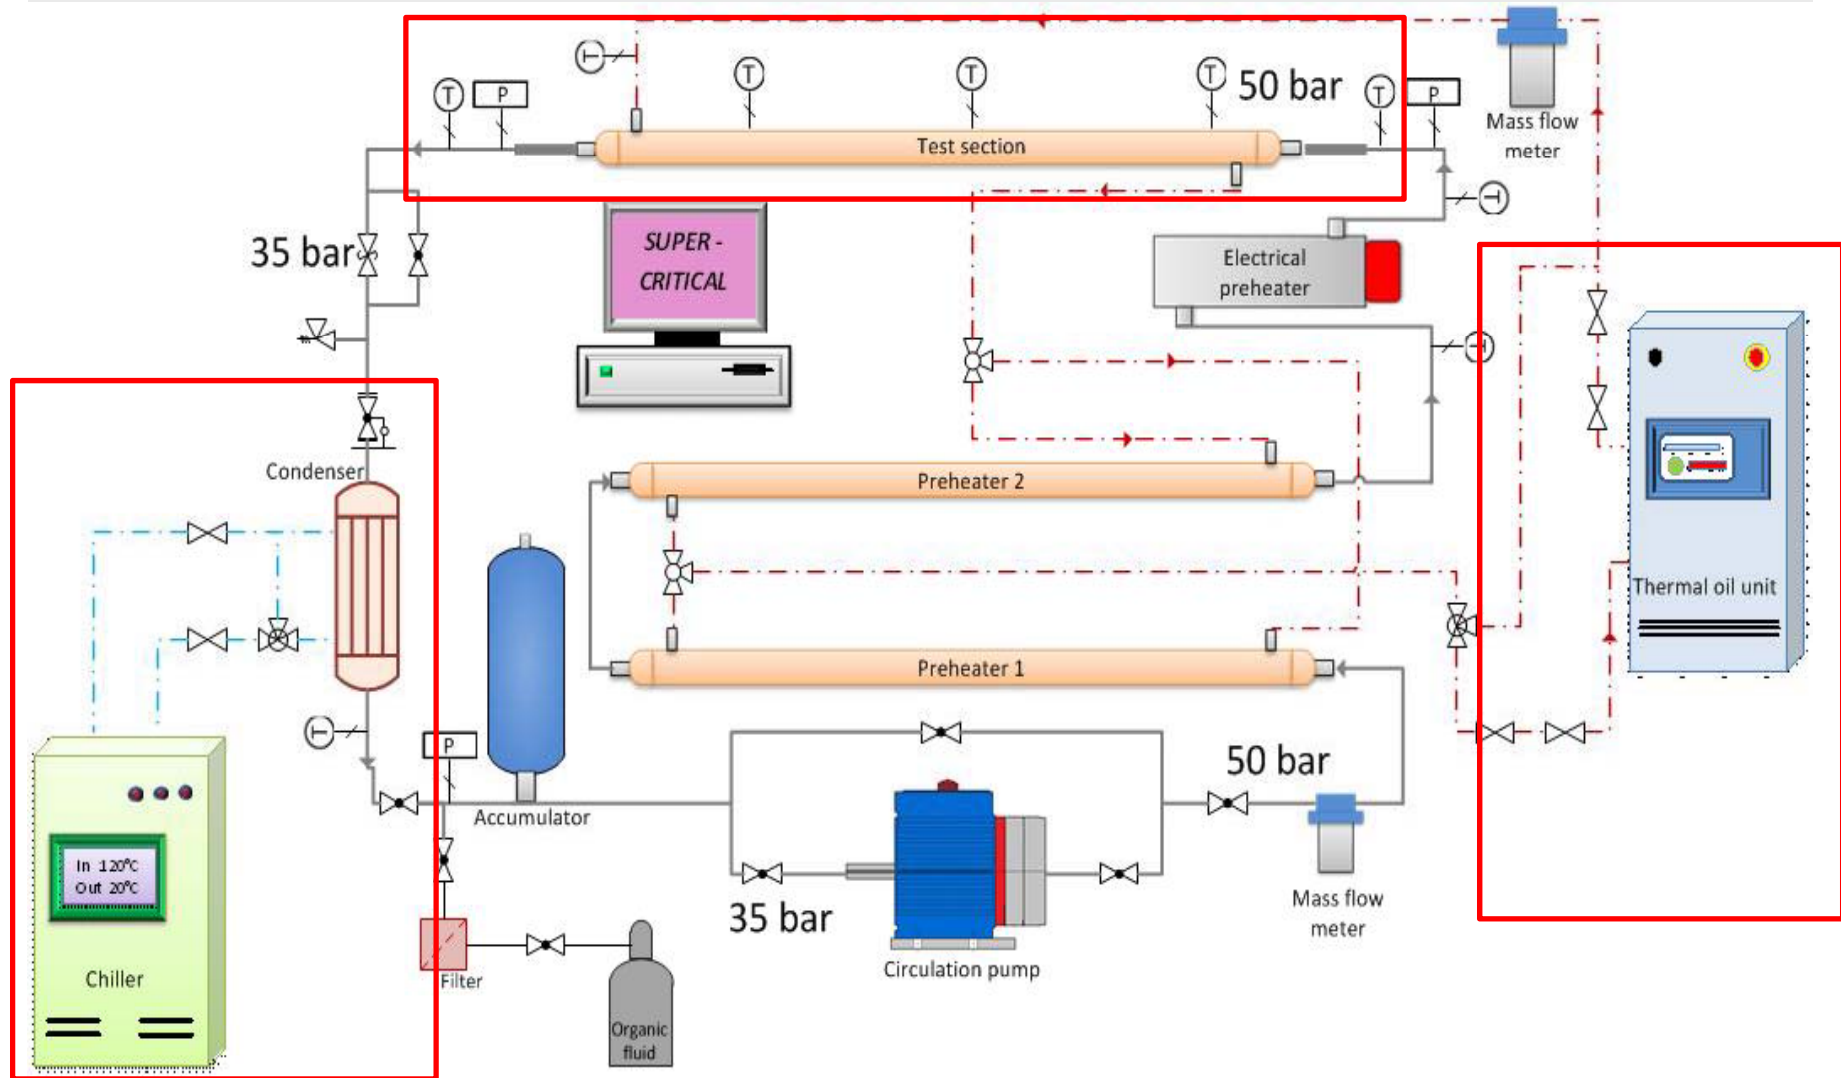 T
T
T
T
50 bar
T
P
T
P
Mass flow
meter
Test section
T
35 bar
SUPER -
CRITICAL
Electrical
preheater
T
Condenser
Preheater 2
Thermal oil unit
Preheater 1
T
P
50 bar
Accumulator
In 120°C
Out 20°C
35 bar
Mass flow
meter
Circulation pump
Chiller
Filter
Organic
fluid